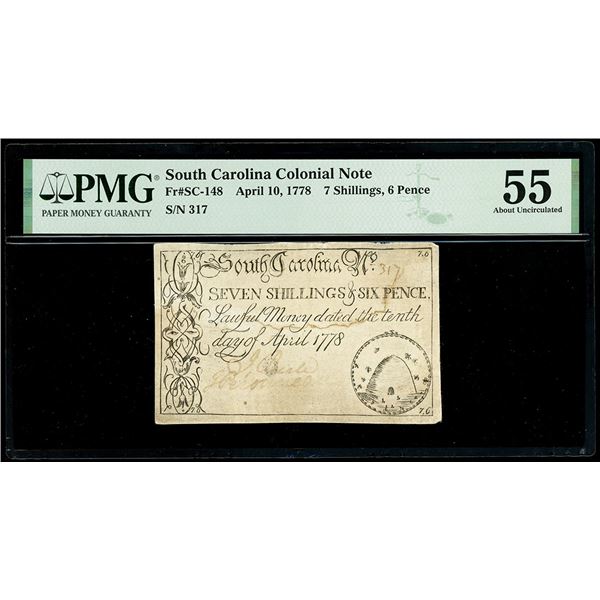 PMG®
PAPER MONEY GUARANTY
South Carolina Colonial Note
Fr#SC-148 April 10, 1778 7 Shillings, 6 Pence
S/N 317
55
About Uncirculated
7.6
South Carolina No. 317
SEVEN SHILLINGS & SIX PENCE.
Lawful Money dated the tenth
day of April 1778
7.6